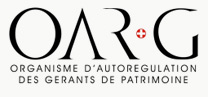 OAR G
ORGANISME D'AUTOREGULATION
DES GERANTS DE PATRIMOINE